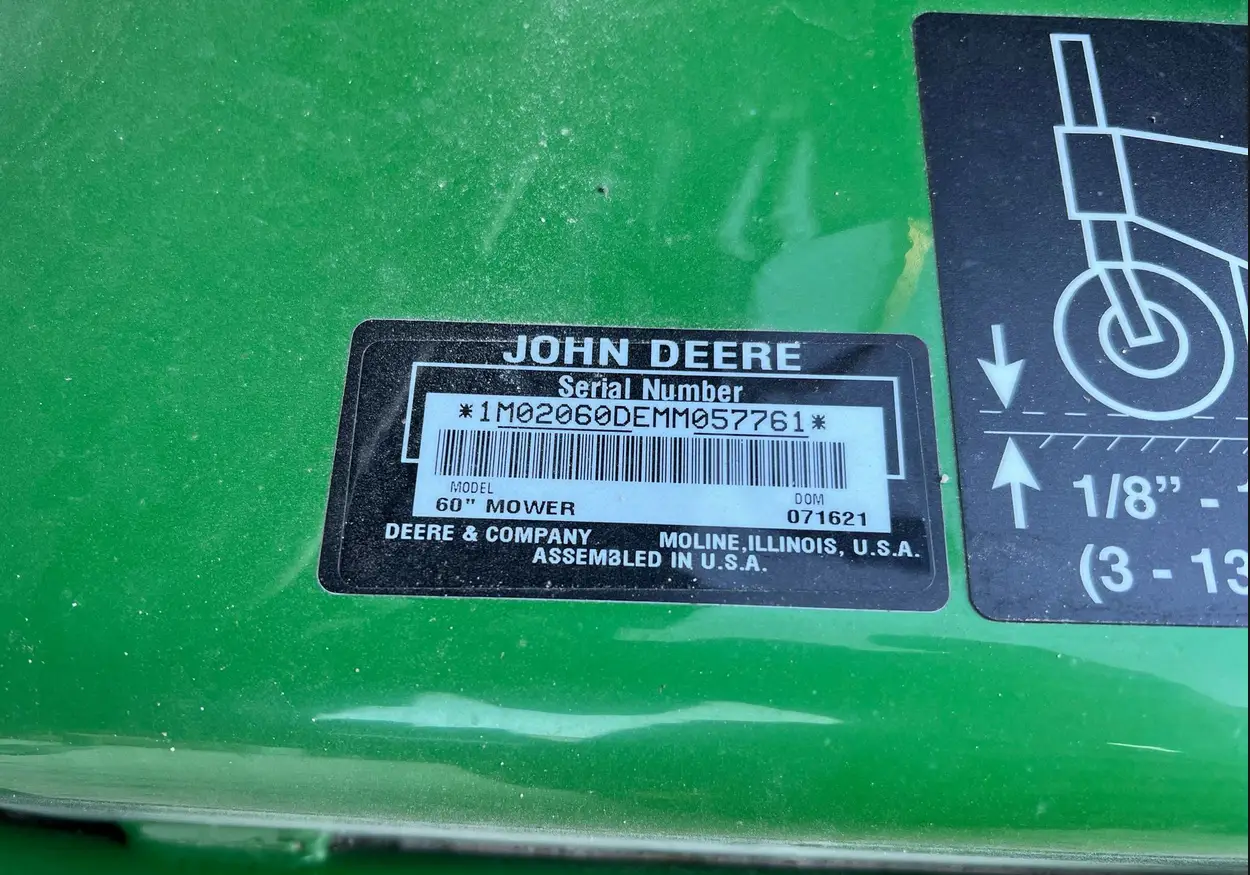 JOHN DEERE
Serial Number
*1M02060DEMM057761*
MODEL
DOM
60" MOWER
071621
DEERE & COMPANY
MOLINE,ILLINOIS, U.S.A.
ASSEMBLED IN U.S.A.
1/8” -
(3 - 13